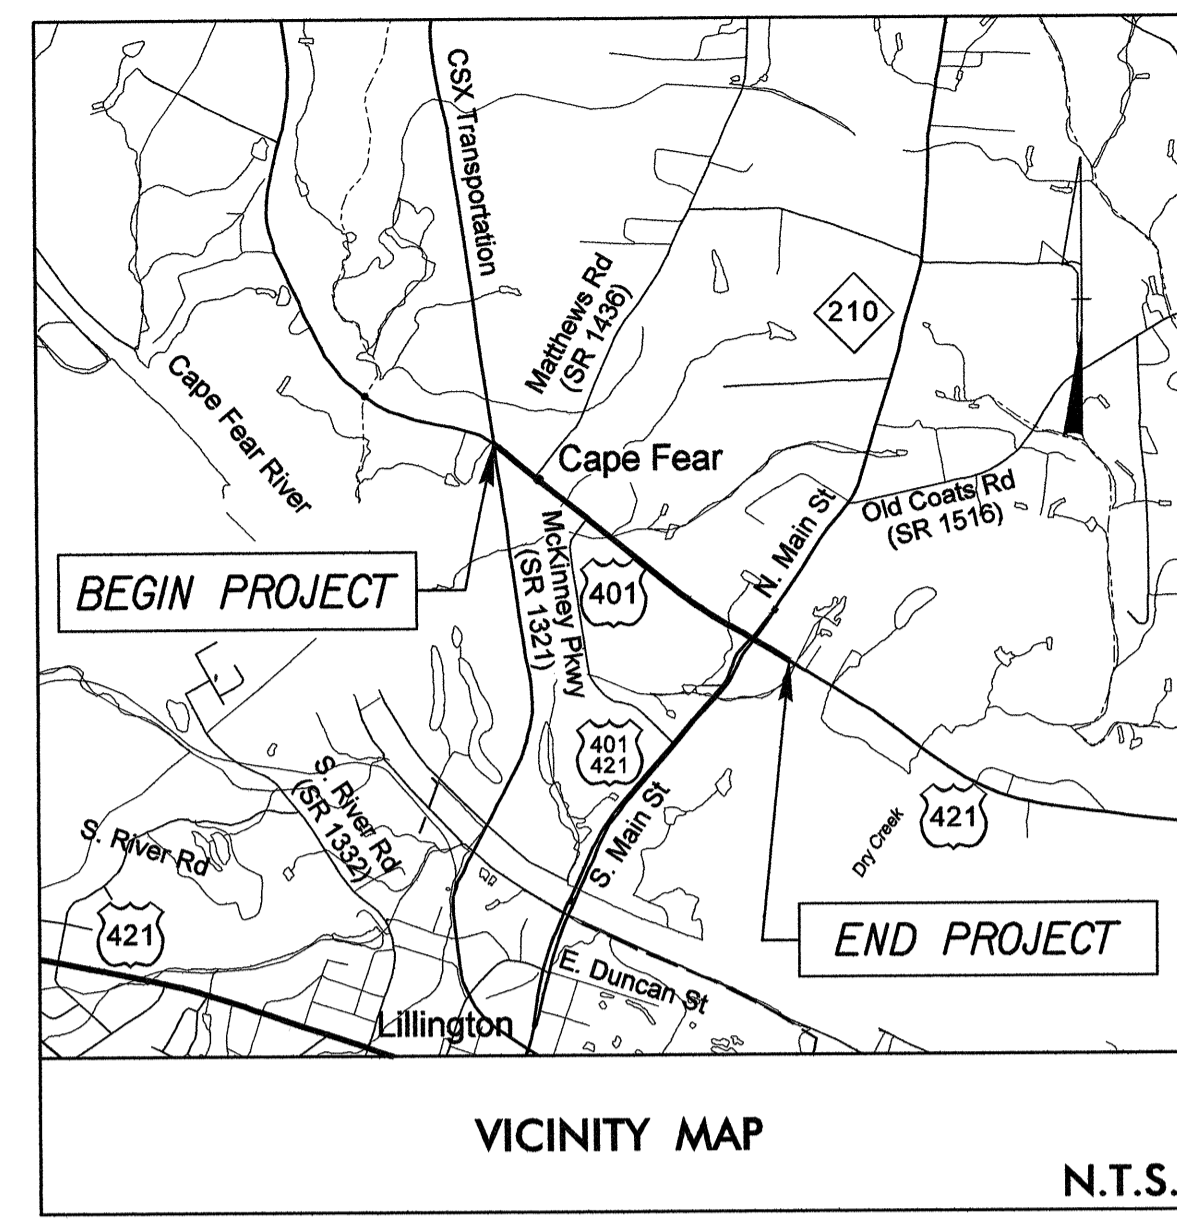 CSX Transportation
Matthews Rd
(SR 1436)
210
Cape Fear River
Cape Fear
Old Coats Rd
(SR 1516)
N. Main St
BEGIN PROJECT
McKinney Pkwy
(SR 1321)
401
401
421
S. River Rd
(SR 1332)
S. River Rd
S. Main St
421
Dry Creek
421
END PROJECT
E. Duncan St
Lillington
VICINITY MAP
N.T.S.